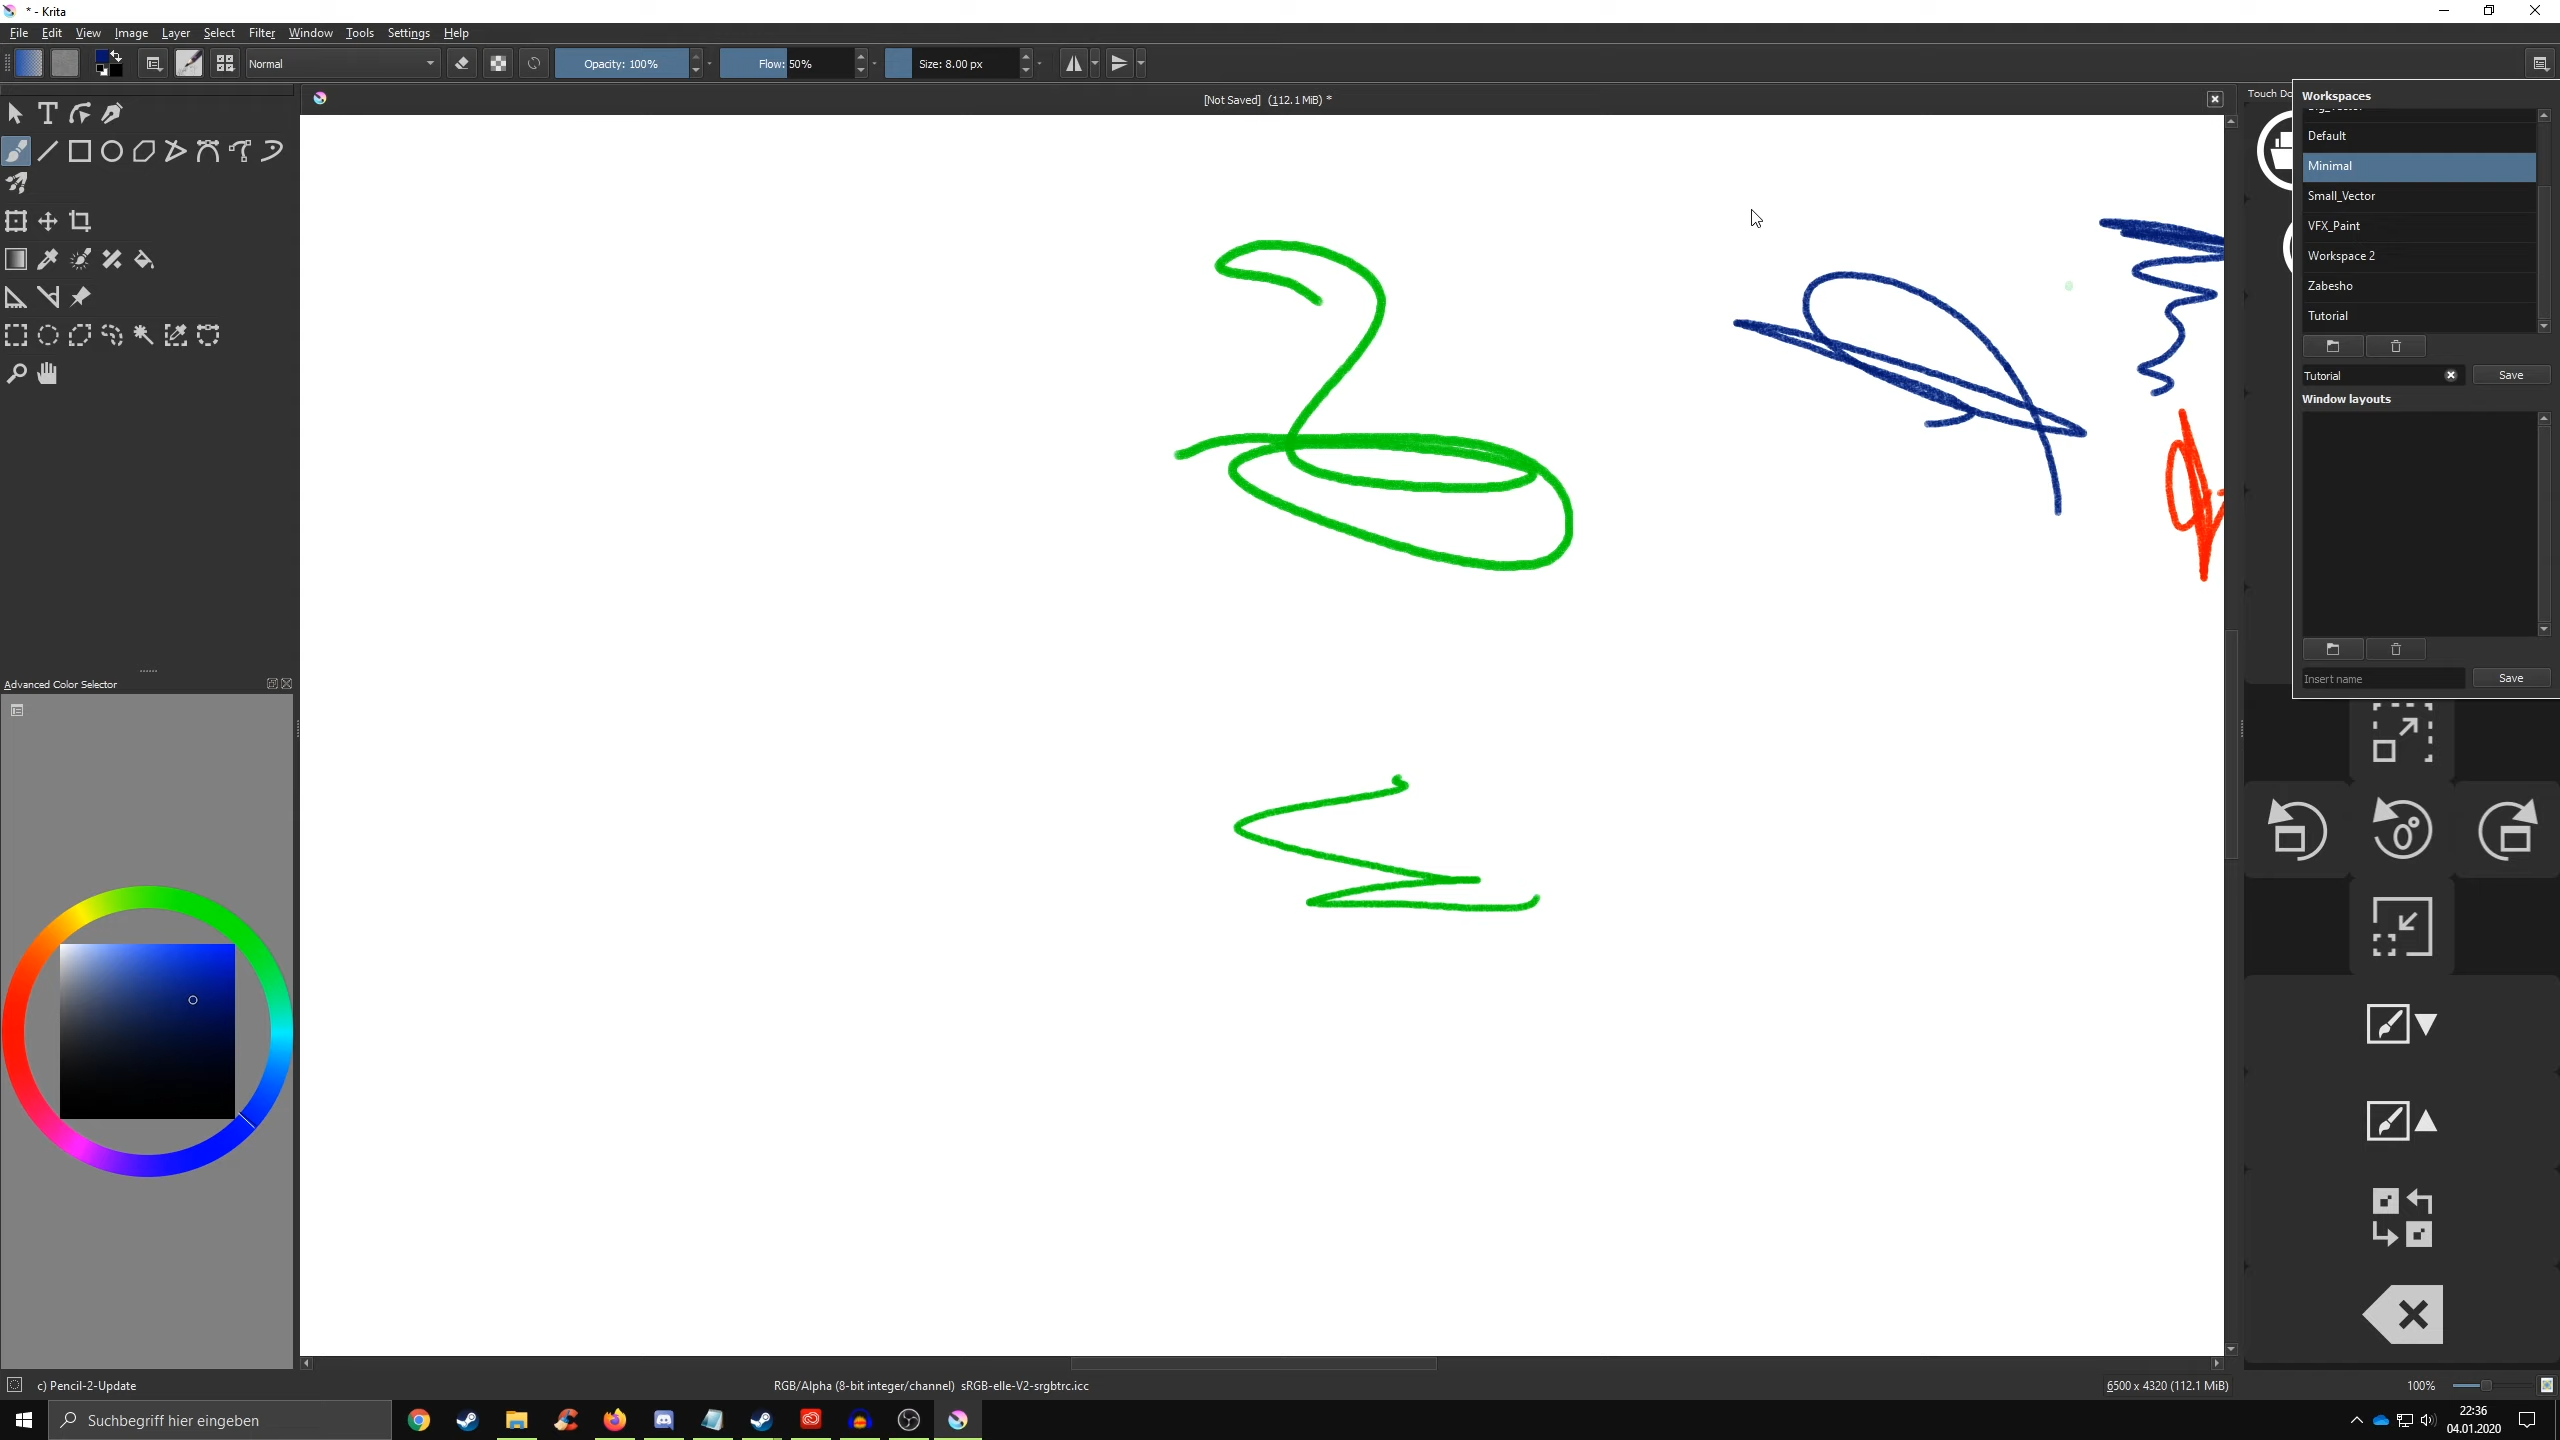 * - Krita
File Edit View Image Layer Select Filter Window Tools Settings Help
Normal
Opacity: 100%
Flow: 50%
Size: 8.00 px
[Not Saved] (112.1 MiB) *
Touch Do
Workspaces
Default
Minimal
Small_Vector
VFX_Paint
Workspace 2
Zabesho
Tutorial
Tutorial
Save
Window layouts
Insert name
Save
Advanced Color Selector
c) Pencil-2-Update
RGB/Alpha (8-bit integer/channel) sRGB-elle-V2-srgbtrc.icc
6500 x 4320 (112.1 MiB)
100%
Suchbegriff hier eingeben
22:36
04.01.2020